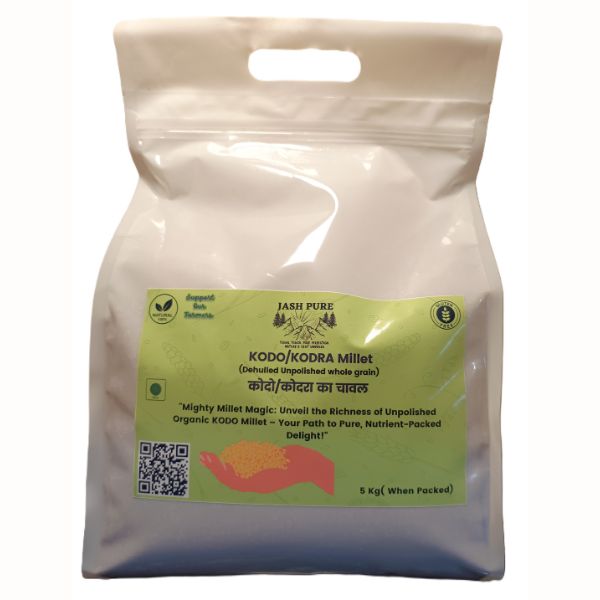 Support
Our
Farmers
JASH PURE
KODO/KODRA Millet
(Dehulled Unpolished whole grain)
कोदो/कोदरा का चावल
"Mighty Millet Magic: Unveil the Richness of Unpolished
Organic KODO Millet – Your Path to Pure, Nutrient-Packed
Delight!"
5 Kg( When Packed)